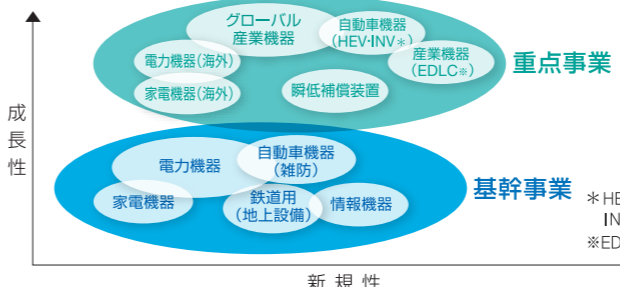 グローバル
産業機器
自動車機器
(HEV·INV*)
電力機器(海外)
産業機器
(EDLC※)
重点事業
家電機器(海外)
瞬低補償装置
成長性
電力機器
自動車機器
(雑防)
基幹事業
家電機器
鉄道用
(地上設備)
情報機器
*HE
IN
※ED
新規性